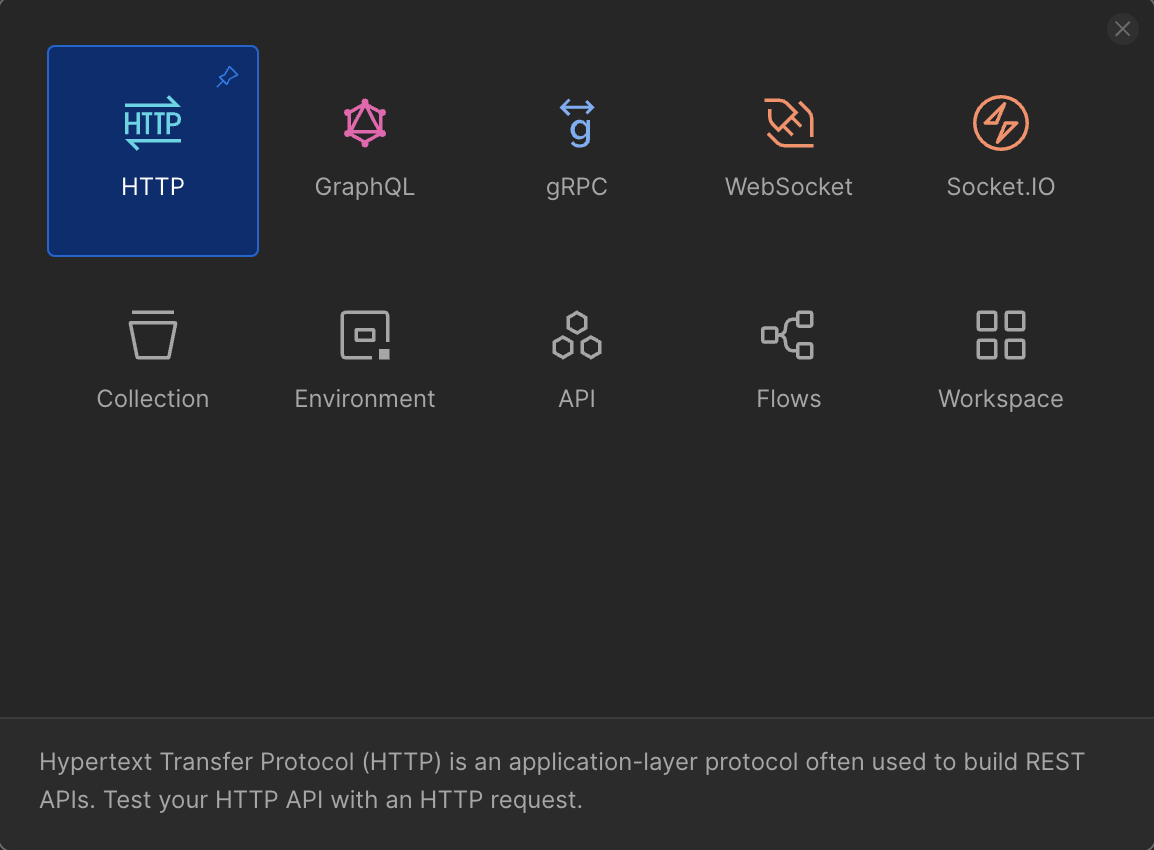 HTTP
HTTP
GraphQL
g
gRPC
WebSocket
Socket.IO
Collection
Environment
API
Flows
Workspace
Hypertext Transfer Protocol (HTTP) is an application-layer protocol often used to build REST
APIs. Test your HTTP API with an HTTP request.